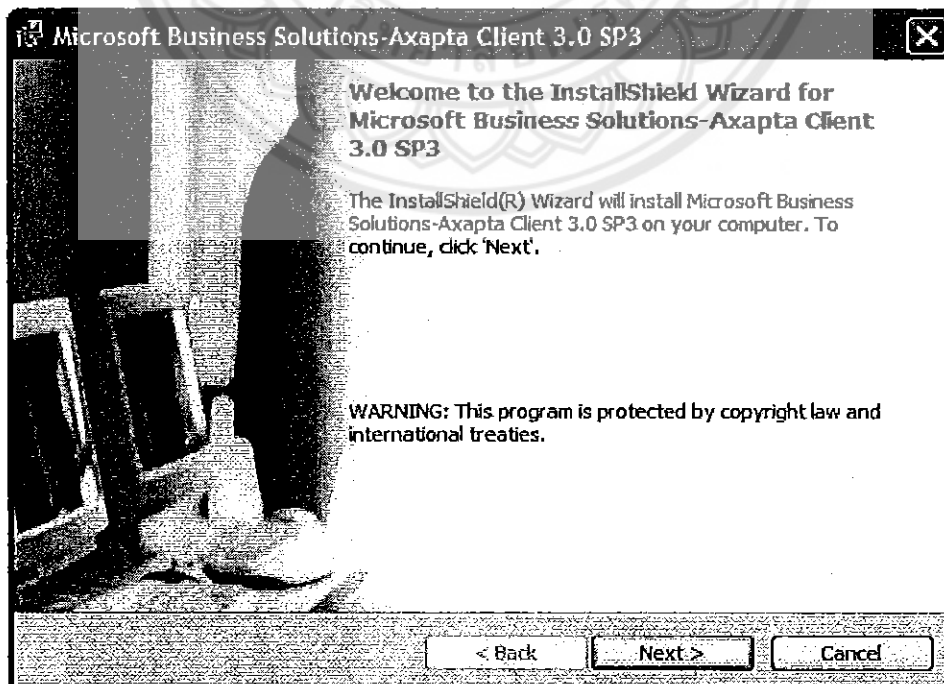 Microsoft Business Solutions-Axapta Client 3.0 SP3
Welcome to the InstallShield Wizard for
Microsoft Business Solutions-Axapta Client
3.0 SP3
The InstallShield(R) Wizard will install Microsoft Business
Solutions-Axapta Client 3.0 SP3 on your computer. To
continue, click 'Next'.
WARNING: This program is protected by copyright law and
international treaties.
< Back Next > Cancel